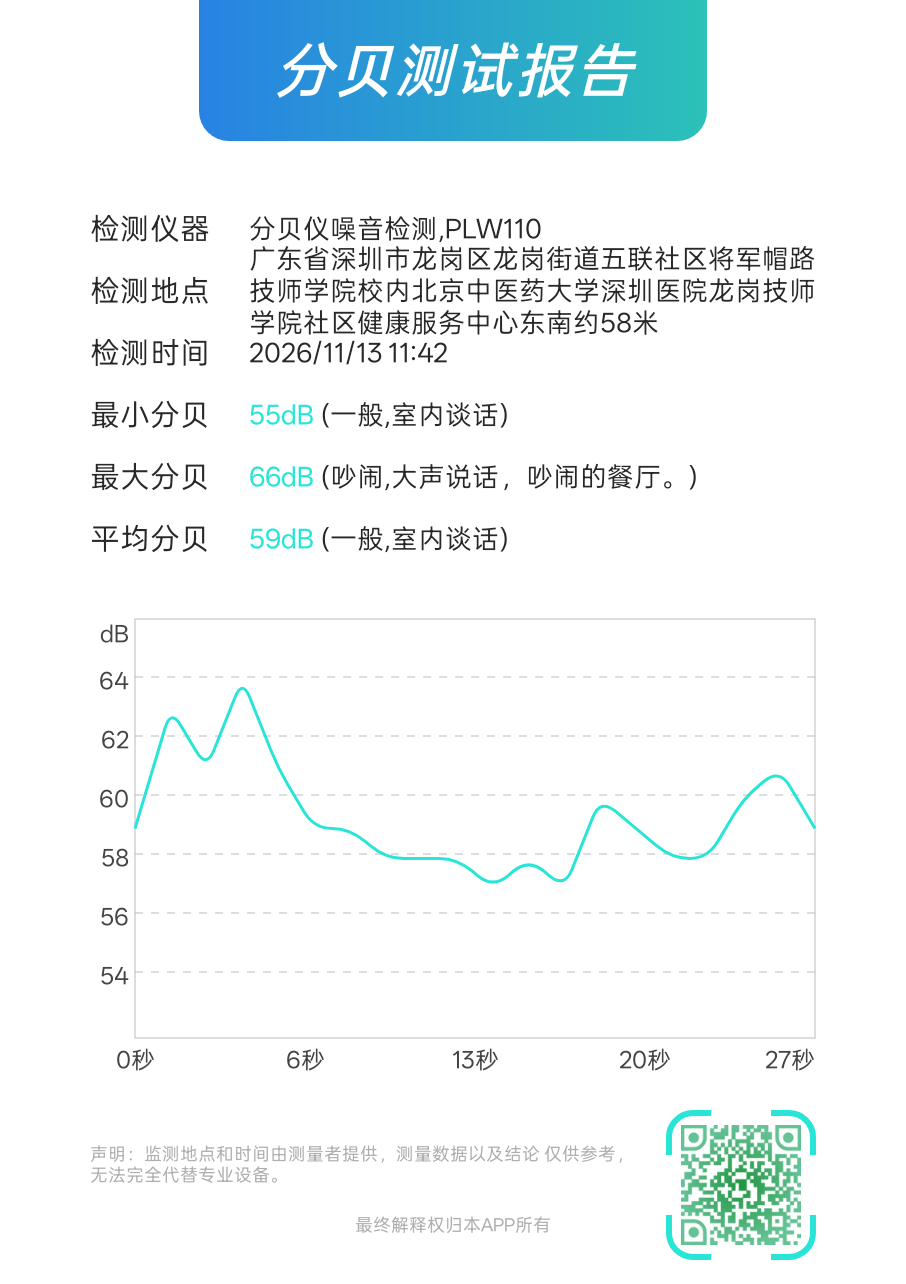 分贝测试报告
检测仪器 分贝仪噪音检测,PLW110
广东省深圳市龙岗区龙岗街道五联社区将军帽路
检测地点 技师学院校内北京中医药大学深圳医院龙岗技师
学院社区健康服务中心东南约58米
检测时间 2026/11/13 11:42
最小分贝 55dB (一般,室内谈话)
最大分贝 66dB (吵闹,大声说话，吵闹的餐厅。)
平均分贝 59dB (一般,室内谈话)
dB
64
62
60
58
56
54
0秒 6秒 13秒 20秒 27秒
声明：监测地点和时间由测量者提供，测量数据以及结论 仅供参考，
无法完全代替专业设备。
最终解释权归本APP所有